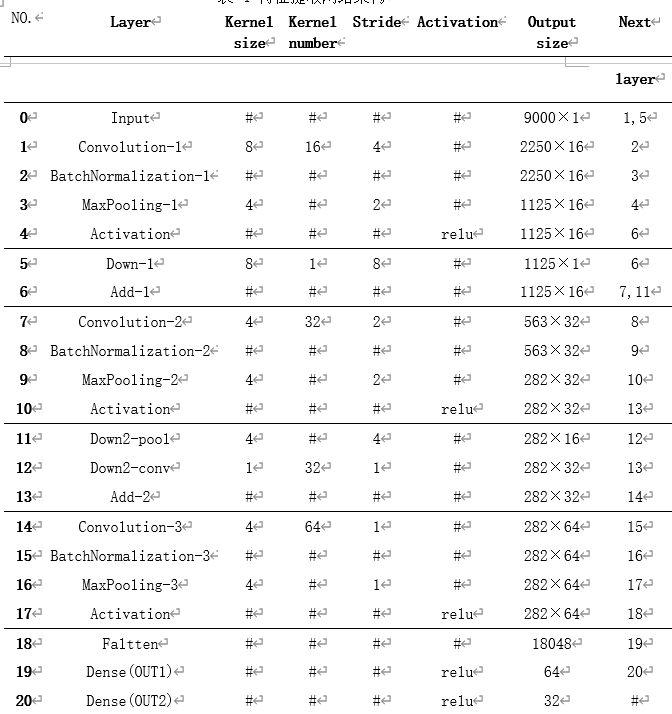 NO. Layer Kernel size Kernel number Stride Activation Output size Next
layer
0 Input # # # # 9000×1 1,5
1 Convolution-1 8 16 4 # 2250×16 2
2 BatchNormalization-1 # # # # 2250×16 3
3 MaxPooling-1 4 # 2 # 1125×16 4
4 Activation # # # relu 1125×16 6
5 Down-1 8 1 8 # 1125×1 6
6 Add-1 # # # # 1125×16 7,11
7 Convolution-2 4 32 2 # 563×32 8
8 BatchNormalization-2 # # # # 563×32 9
9 MaxPooling-2 4 # 2 # 282×32 10
10 Activation # # # relu 282×32 13
11 Down2-pool 4 # 4 # 282×16 12
12 Down2-conv 1 32 1 # 282×32 13
13 Add-2 # # # # 282×32 14
14 Convolution-3 4 64 1 # 282×64 15
15 BatchNormalization-3 # # # # 282×64 16
16 MaxPooling-3 4 # 1 # 282×64 17
17 Activation # # # relu 282×64 18
18 Faltten # # # # 18048 19
19 Dense(OUT1) # # # relu 64 20
20 Dense(OUT2) # # # relu 32 #